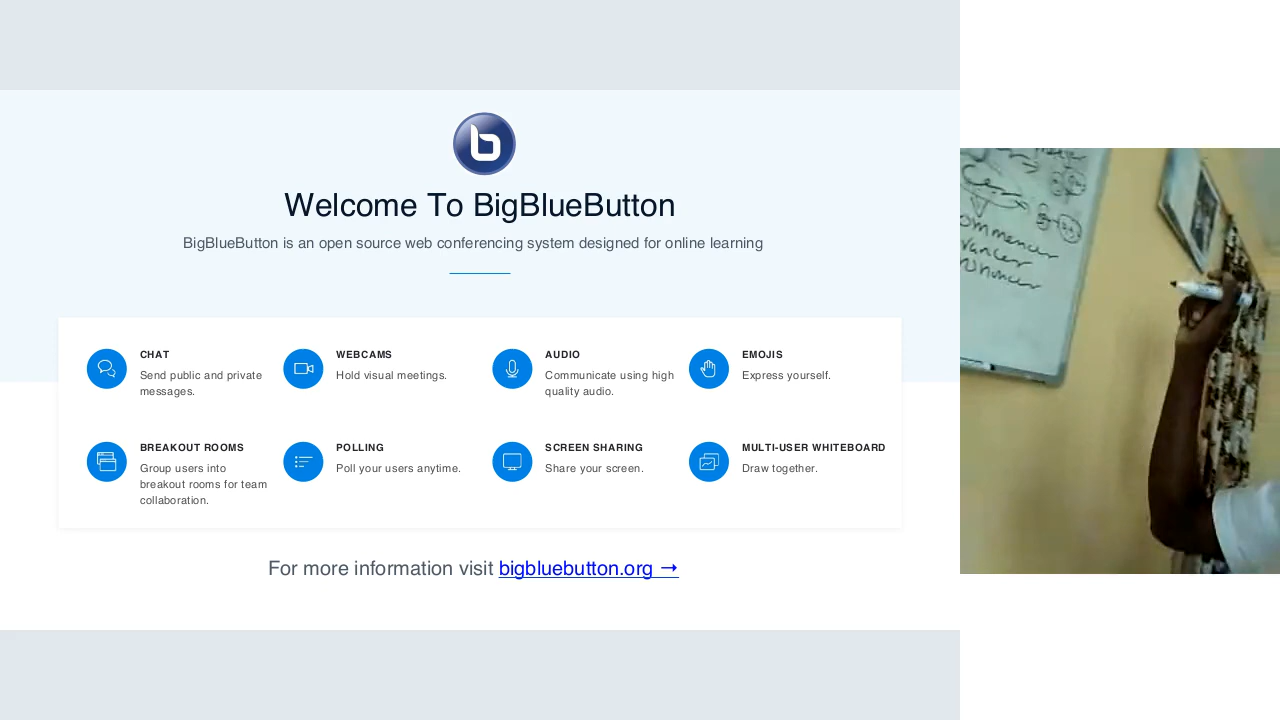 Welcome To BigBlueButton
BigBlueButton is an open source web conferencing system designed for online learning
CHAT
Send public and private
messages.
WEBCAMS
Hold visual meetings.
AUDIO
Communicate using high
quality audio.
EMOJIS
Express yourself.
BREAKOUT ROOMS
Group users into
breakout rooms for team
collaboration.
POLLING
Poll your users anytime.
SCREEN SHARING
Share your screen.
MULTI-USER WHITEBOARD
Draw together.
For more information visit bigbluebutton.org →
ommencer